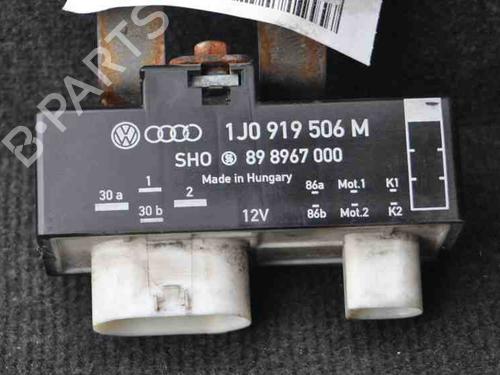 1J0 919 506 M
SHO 89 8967 000
Made in Hungary
30 a 1 2 86a Mot.1 K1
30 b 12V 86b Mot.2 K2
B-PARTS